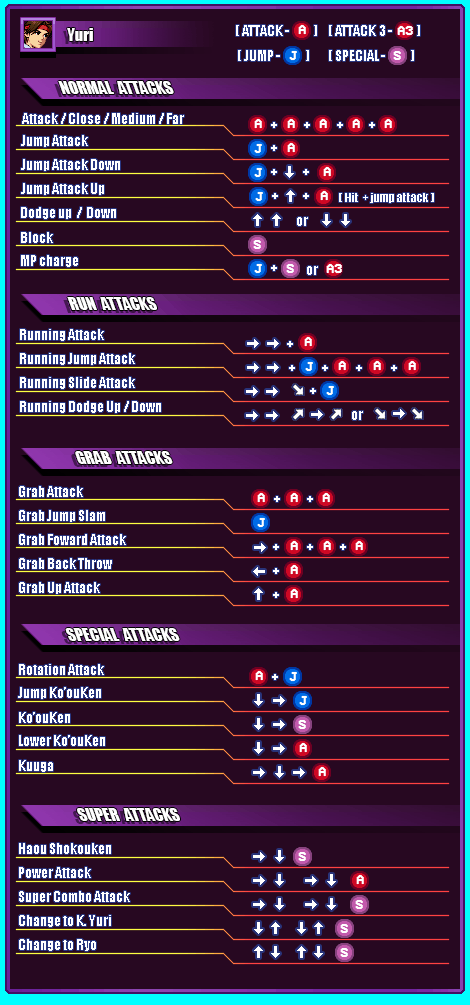 Yuri
[ ATTACK - A ] [ ATTACK 3 - A3 ]
[ JUMP - J ] [ SPECIAL - S ]
NORMAL ATTACKS
Attack / Close / Medium / Far A + A + A + A + A
Jump Attack J + A
Jump Attack Down J + ↓ + A
Jump Attack Up J + ↑ + A [ Hit + jump attack ]
Dodge up / Down ↑ ↑ or ↓ ↓
Block S
MP charge J + S or A3
RUN ATTACKS
Running Attack → → + A
Running Jump Attack → → + J + A + A + A
Running Slide Attack → → ↘ + J
Running Dodge Up / Down → → ↗ → ↗ or ↘ → ↘
GRAB ATTACKS
Grab Attack A + A + A
Grab Jump Slam J
Grab Foward Attack → + A + A + A
Grab Back Throw ← + A
Grab Up Attack ↑ + A
SPECIAL ATTACKS
Rotation Attack A + J
Jump Ko'ouKen ↓ → J
Ko'ouKen ↓ → S
Lower Ko'ouKen ↓ → A
Kuuga → ↓ → A
SUPER ATTACKS
Haou Shokouken → ↓ S
Power Attack → ↓ → ↓ A
Super Combo Attack → ↓ → ↓ S
Change to K. Yuri ↓ ↑ ↓ ↑ S
Change to Ryo ↑ ↓ ↑ ↓ S